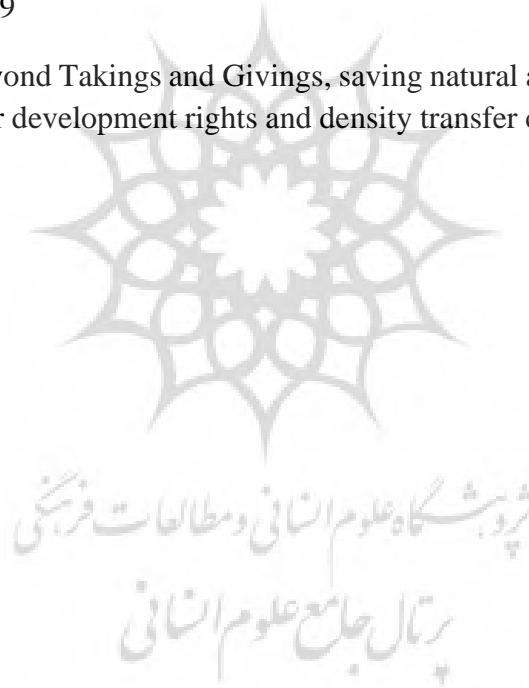 9
yond Takings and Givings, saving natural a
r development rights and density transfer c
پژوهشگاه علوم انسانی و مطالعات فرهنگی
پرتال جامع علوم انسانی